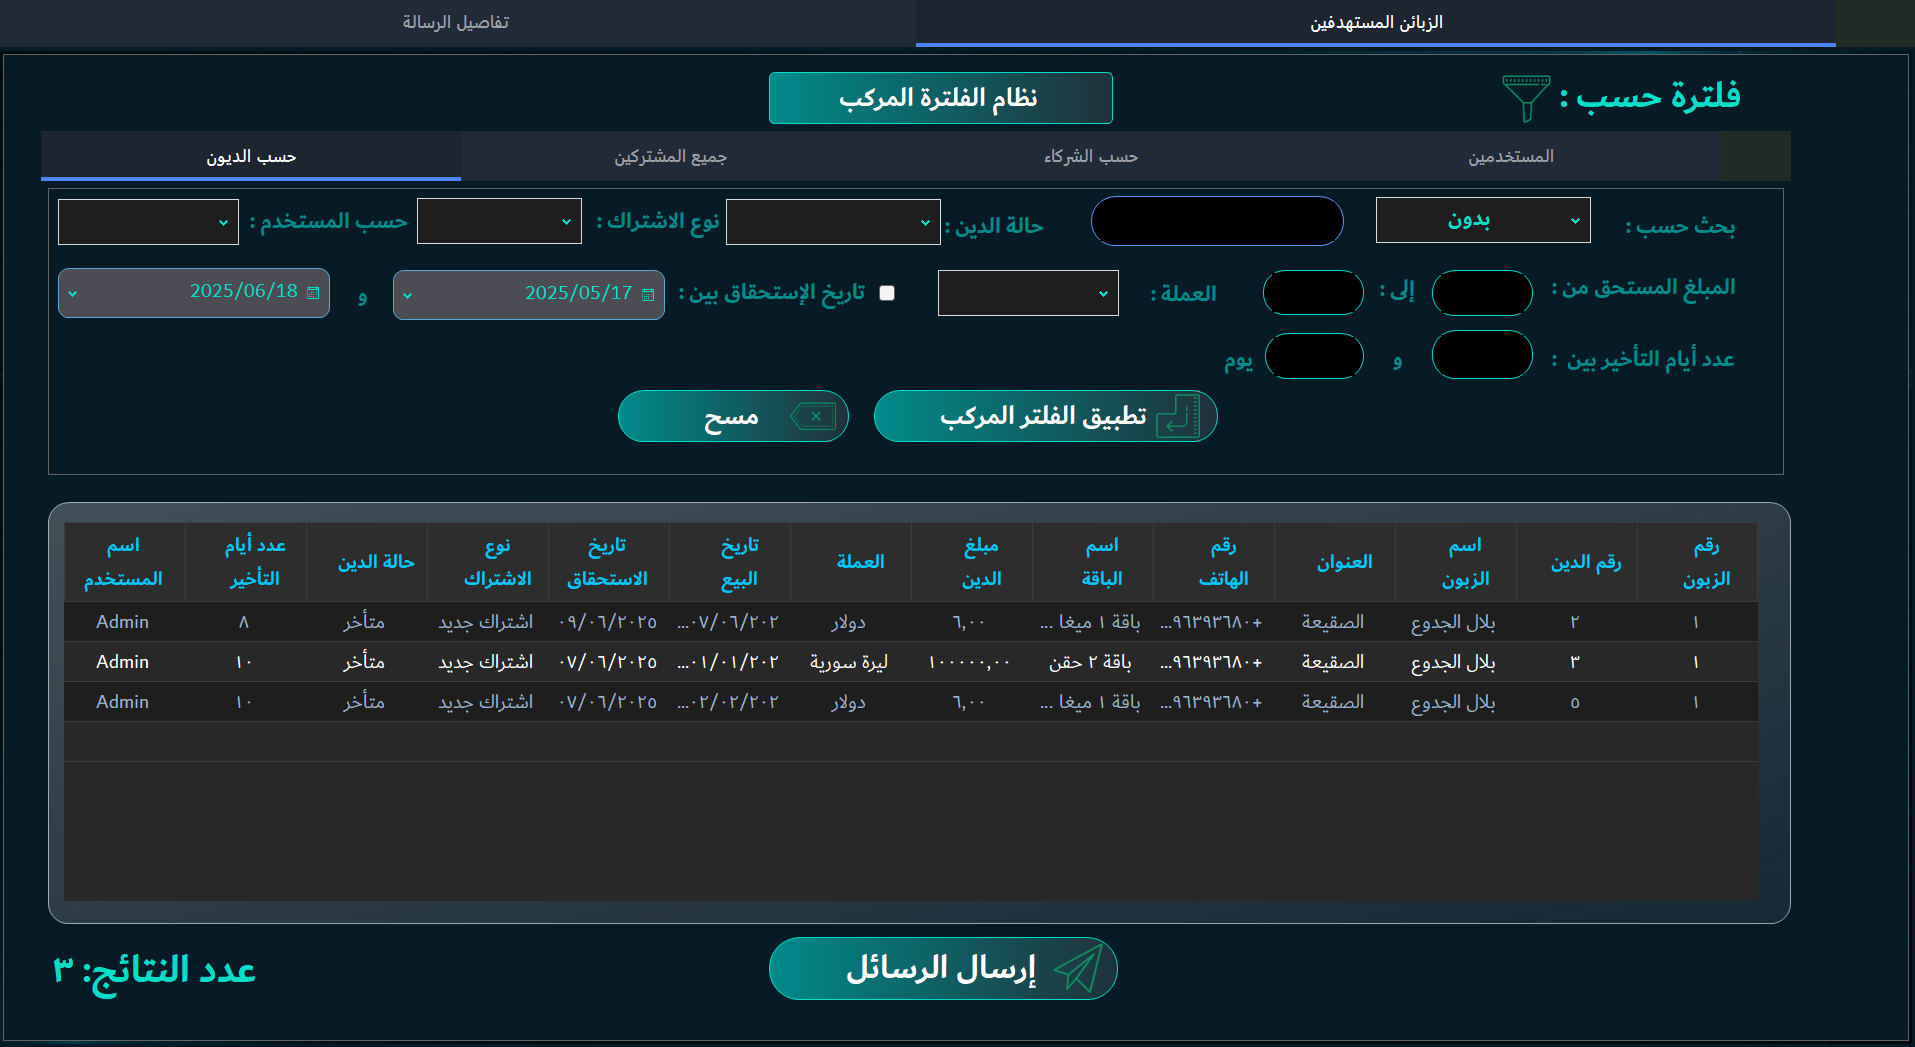 الزبائن المستهدفين
تفاصيل الرسالة
فلترة حسب :
نظام الفلترة المركب
المستخدمين
حسب الشركاء
جميع المشتركين
حسب الديون
بحث حسب : بدون
حالة الدين :
نوع الاشتراك :
حسب المستخدم :
المبلغ المستحق من : إلى :
العملة :
تاريخ الإستحقاق بين : 2025/05/17 و 2025/06/18
عدد أيام التأخير بين : و يوم
تطبيق الفلتر المركب
مسح
رقم الزبون رقم الدين اسم الزبون العنوان رقم الهاتف اسم الباقة مبلغ الدين العملة تاريخ البيع تاريخ الاستحقاق نوع الاشتراك حالة الدين عدد أيام التأخير اسم المستخدم
١ ٢ بلال الجدوع الصقيعة +٩٦٣٩٣٦٨٠... باقة ١ ميغا ... ٦,٠٠ دولار ٠٧/٠٦/٢٠٢... ٠٩/٠٦/٢٠٢٥ اشتراك جديد متأخر ٨ Admin
١ ٣ بلال الجدوع الصقيعة +٩٦٣٩٣٦٨٠... باقة ٢ حقن ١٠٠٠٠٠,٠٠ ليرة سورية ٠١/٠١/٢٠٢... ٠٧/٠٦/٢٠٢٥ اشتراك جديد متأخر ١٠ Admin
١ ٥ بلال الجدوع الصقيعة +٩٦٣٩٣٦٨٠... باقة ١ ميغا ... ٦,٠٠ دولار ٠٢/٠٢/٢٠٢... ٠٧/٠٦/٢٠٢٥ اشتراك جديد متأخر ١٠ Admin
إرسال الرسائل
عدد النتائج: ٣